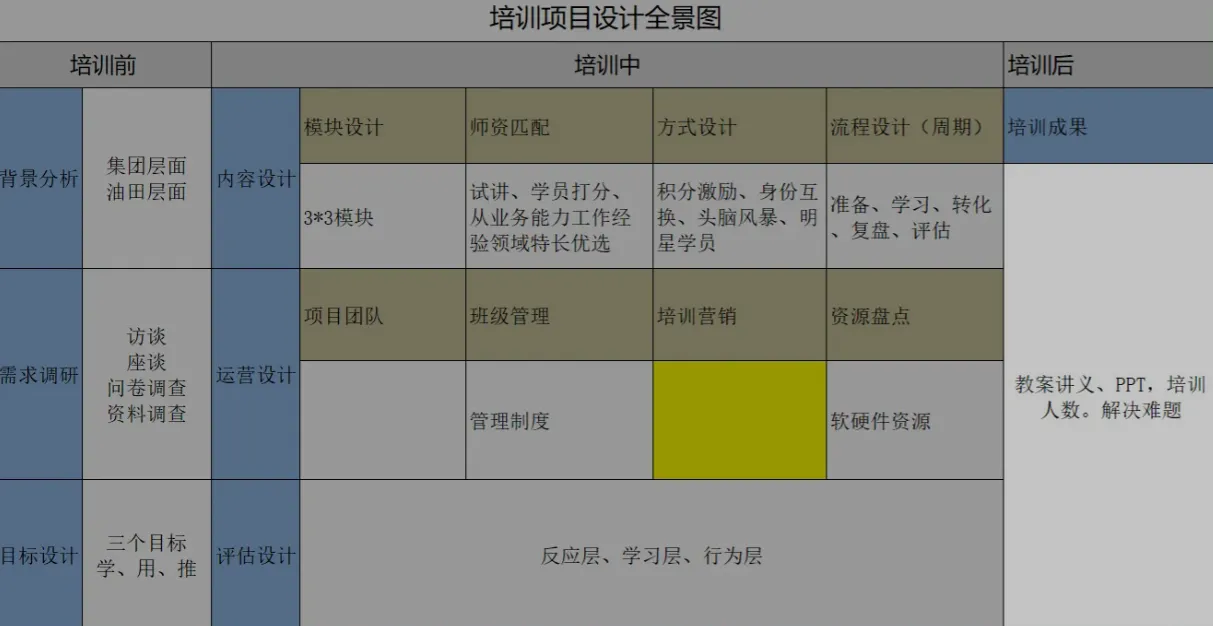 培训项目设计全景图
培训前
培训中
培训后
背景分析
集团层面
油田层面
内容设计
模块设计
师资匹配
方式设计
流程设计（周期）
培训成果
3*3模块
试讲、学员打分、
从业务能力工作经
验领域特长优选
积分激励、身份互
换、头脑风暴、明
星学员
准备、学习、转化
、复盘、评估
需求调研
访谈
座谈
问卷调查
资料调查
运营设计
项目团队
班级管理
培训营销
资源盘点
管理制度
软硬件资源
教案讲义、PPT，培训
人数。解决难题
目标设计
三个目标
学、用、推
评估设计
反应层、学习层、行为层